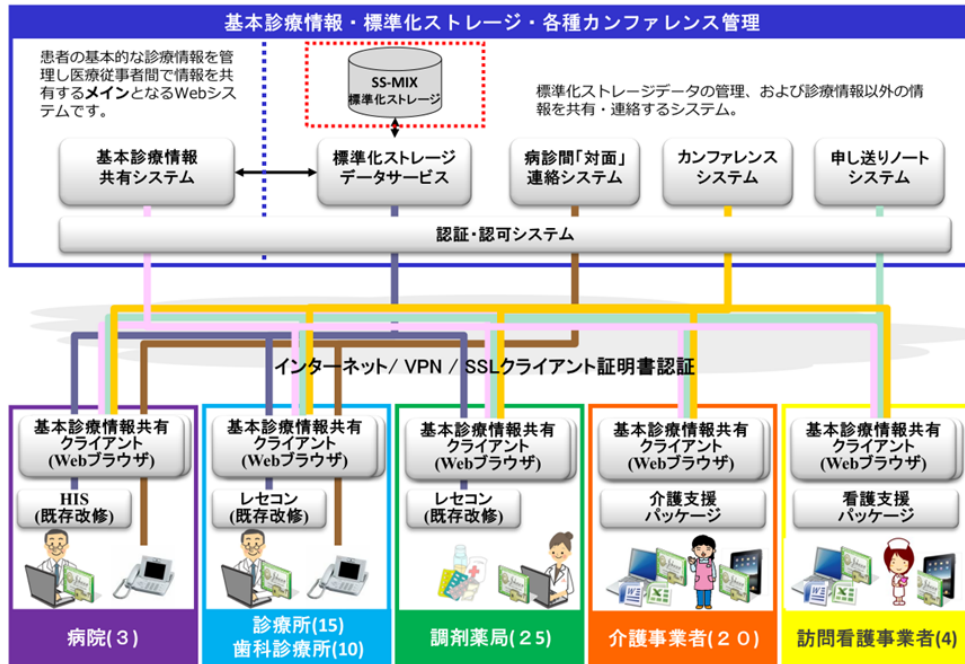 基本診療情報・標準化ストレージ・各種カンファレンス管理
患者の基本的な診療情報を管
理し医療従事者間で情報を共
有するメインとなるWebシス
テムです。
SS-MIX
標準化ストレージ
標準化ストレージデータの管理、および診療情報以外の情
報を共有・連絡するシステム。
基本診療情報
共有システム
標準化ストレージ
データサービス
病診間「対面」
連絡システム
カンファレンス
システム
申し送りノート
システム
認証・認可システム
インターネット/ VPN / SSLクライアント証明書認証
基本診療情報共有
クライアント
(Webブラウザ)
HIS
(既存改修)
病院(3)
基本診療情報共有
クライアント
(Webブラウザ)
レセコン
(既存改修)
診療所(15)
歯科診療所(10)
基本診療情報共有
クライアント
(Webブラウザ)
レセコン
(既存改修)
調剤薬局(25)
基本診療情報共有
クライアント
(Webブラウザ)
介護支援
パッケージ
介護事業者(20)
基本診療情報共有
クライアント
(Webブラウザ)
看護支援
パッケージ
訪問看護事業者(4)